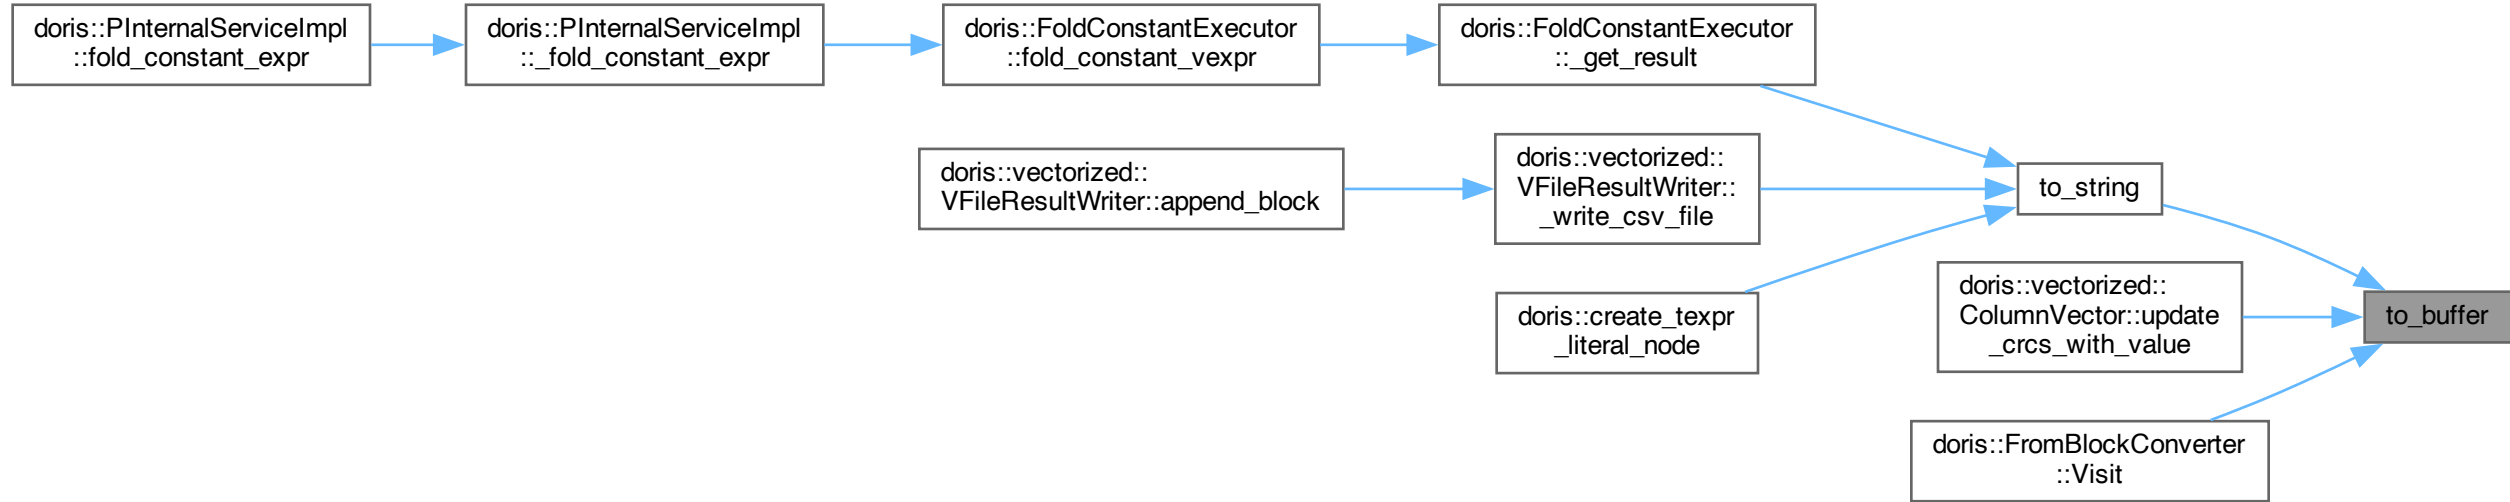 doris::PInternalServiceImpl
::fold_constant_expr
doris::PInternalServiceImpl
::_fold_constant_expr
doris::FoldConstantExecutor
::fold_constant_vexpr
doris::FoldConstantExecutor
::_get_result
doris::vectorized::
VFileResultWriter::append_block
doris::vectorized::
VFileResultWriter::
_write_csv_file
to_string
doris::create_texpr
_literal_node
doris::vectorized::
ColumnVector::update
_crcs_with_value
to_buffer
doris::FromBlockConverter
::Visit